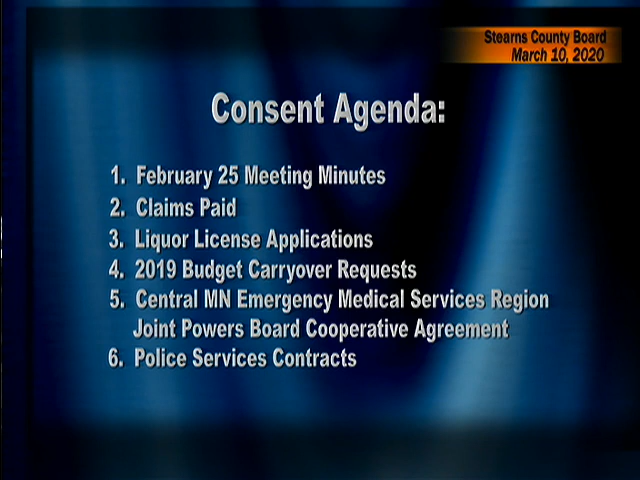 Stearns County Board
March 10, 2020
Consent Agenda:
1. February 25 Meeting Minutes
2. Claims Paid
3. Liquor License Applications
4. 2019 Budget Carryover Requests
5. Central MN Emergency Medical Services Region
Joint Powers Board Cooperative Agreement
6. Police Services Contracts